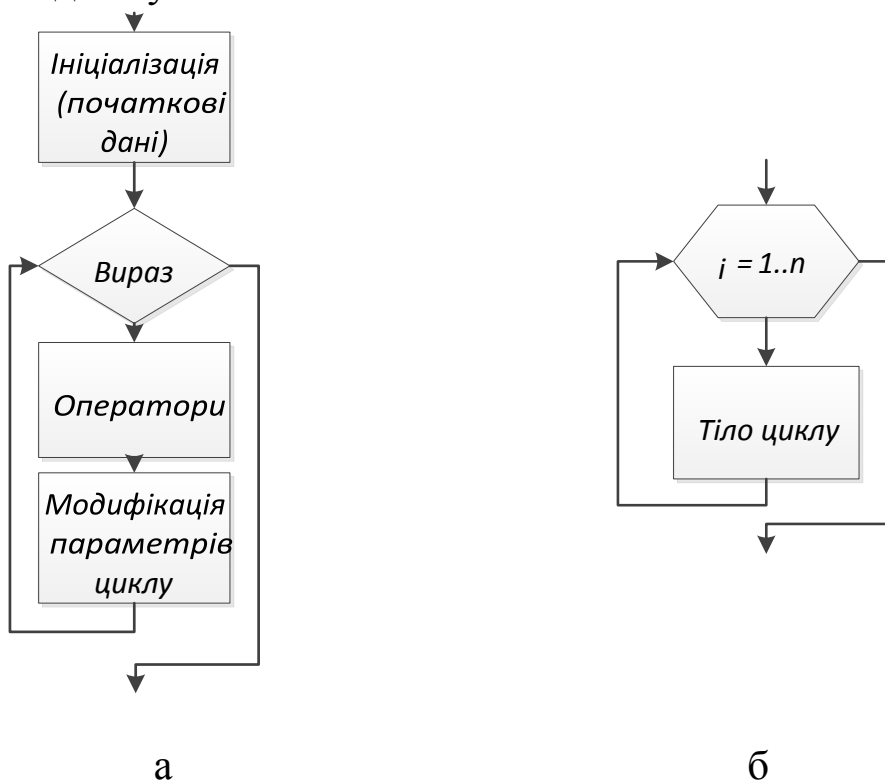 Ініціалізація
(початкові
дані)
Вираз
Оператори
Модифікація
параметрів
циклу
а
i = 1..n
Тіло циклу
б